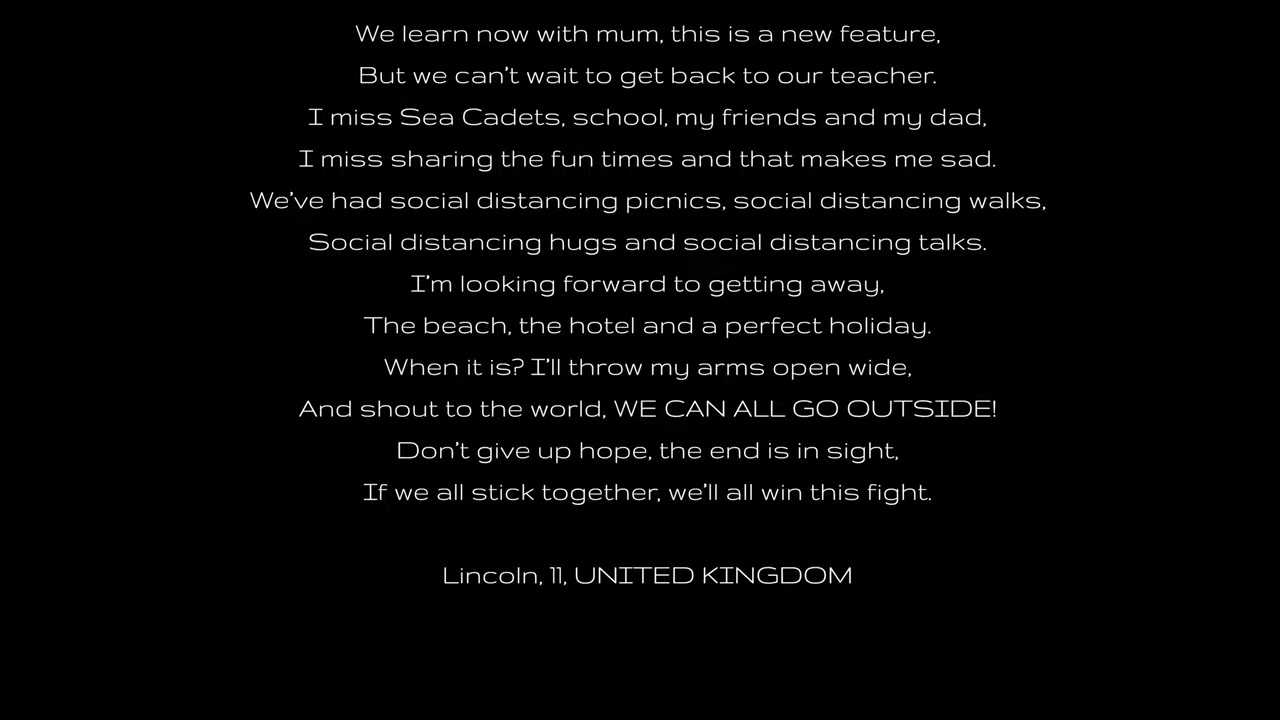 We learn now with mum, this is a new feature,
But we can't wait to get back to our teacher.
I miss Sea Cadets, school, my friends and my dad,
I miss sharing the fun times and that makes me sad.
We've had social distancing picnics, social distancing walks,
Social distancing hugs and social distancing talks.
I'm looking forward to getting away,
The beach, the hotel and a perfect holiday.
When it is? I'll throw my arms open wide,
And shout to the world, WE CAN ALL GO OUTSIDE!
Don't give up hope, the end is in sight,
If we all stick together, we'll all win this fight.
Lincoln, 11, UNITED KINGDOM